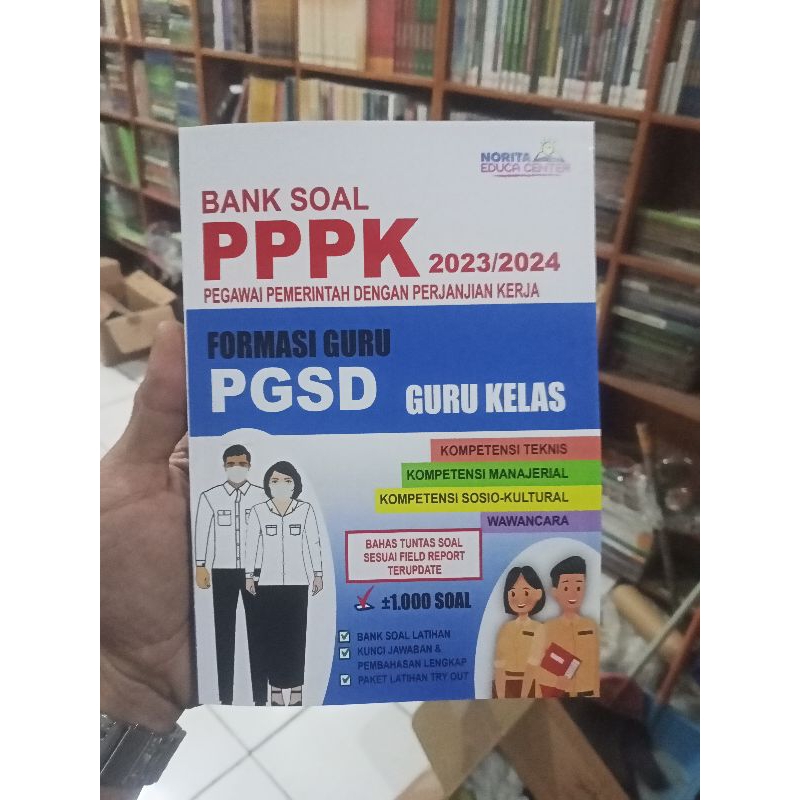 NORITA
EDUCA CENTER
BANK SOAL
PPPK 2023/2024
PEGAWAI PEMERINTAH DENGAN PERJANJIAN KERJA
FORMASI GURU
PGSD GURU KELAS
KOMPETENSI TEKNIS
KOMPETENSI MANAJERIAL
KOMPETENSI SOSIO-KULTURAL
WAWANCARA
BAHAS TUNTAS SOAL
SESUAI FIELD REPORT
TERUPDATE
±1.000 SOAL
BANK SOAL LATIHAN
KUNCI JAWABAN &
PEMBAHASAN LENGKAP
PAKET LATIHAN TRY OUT